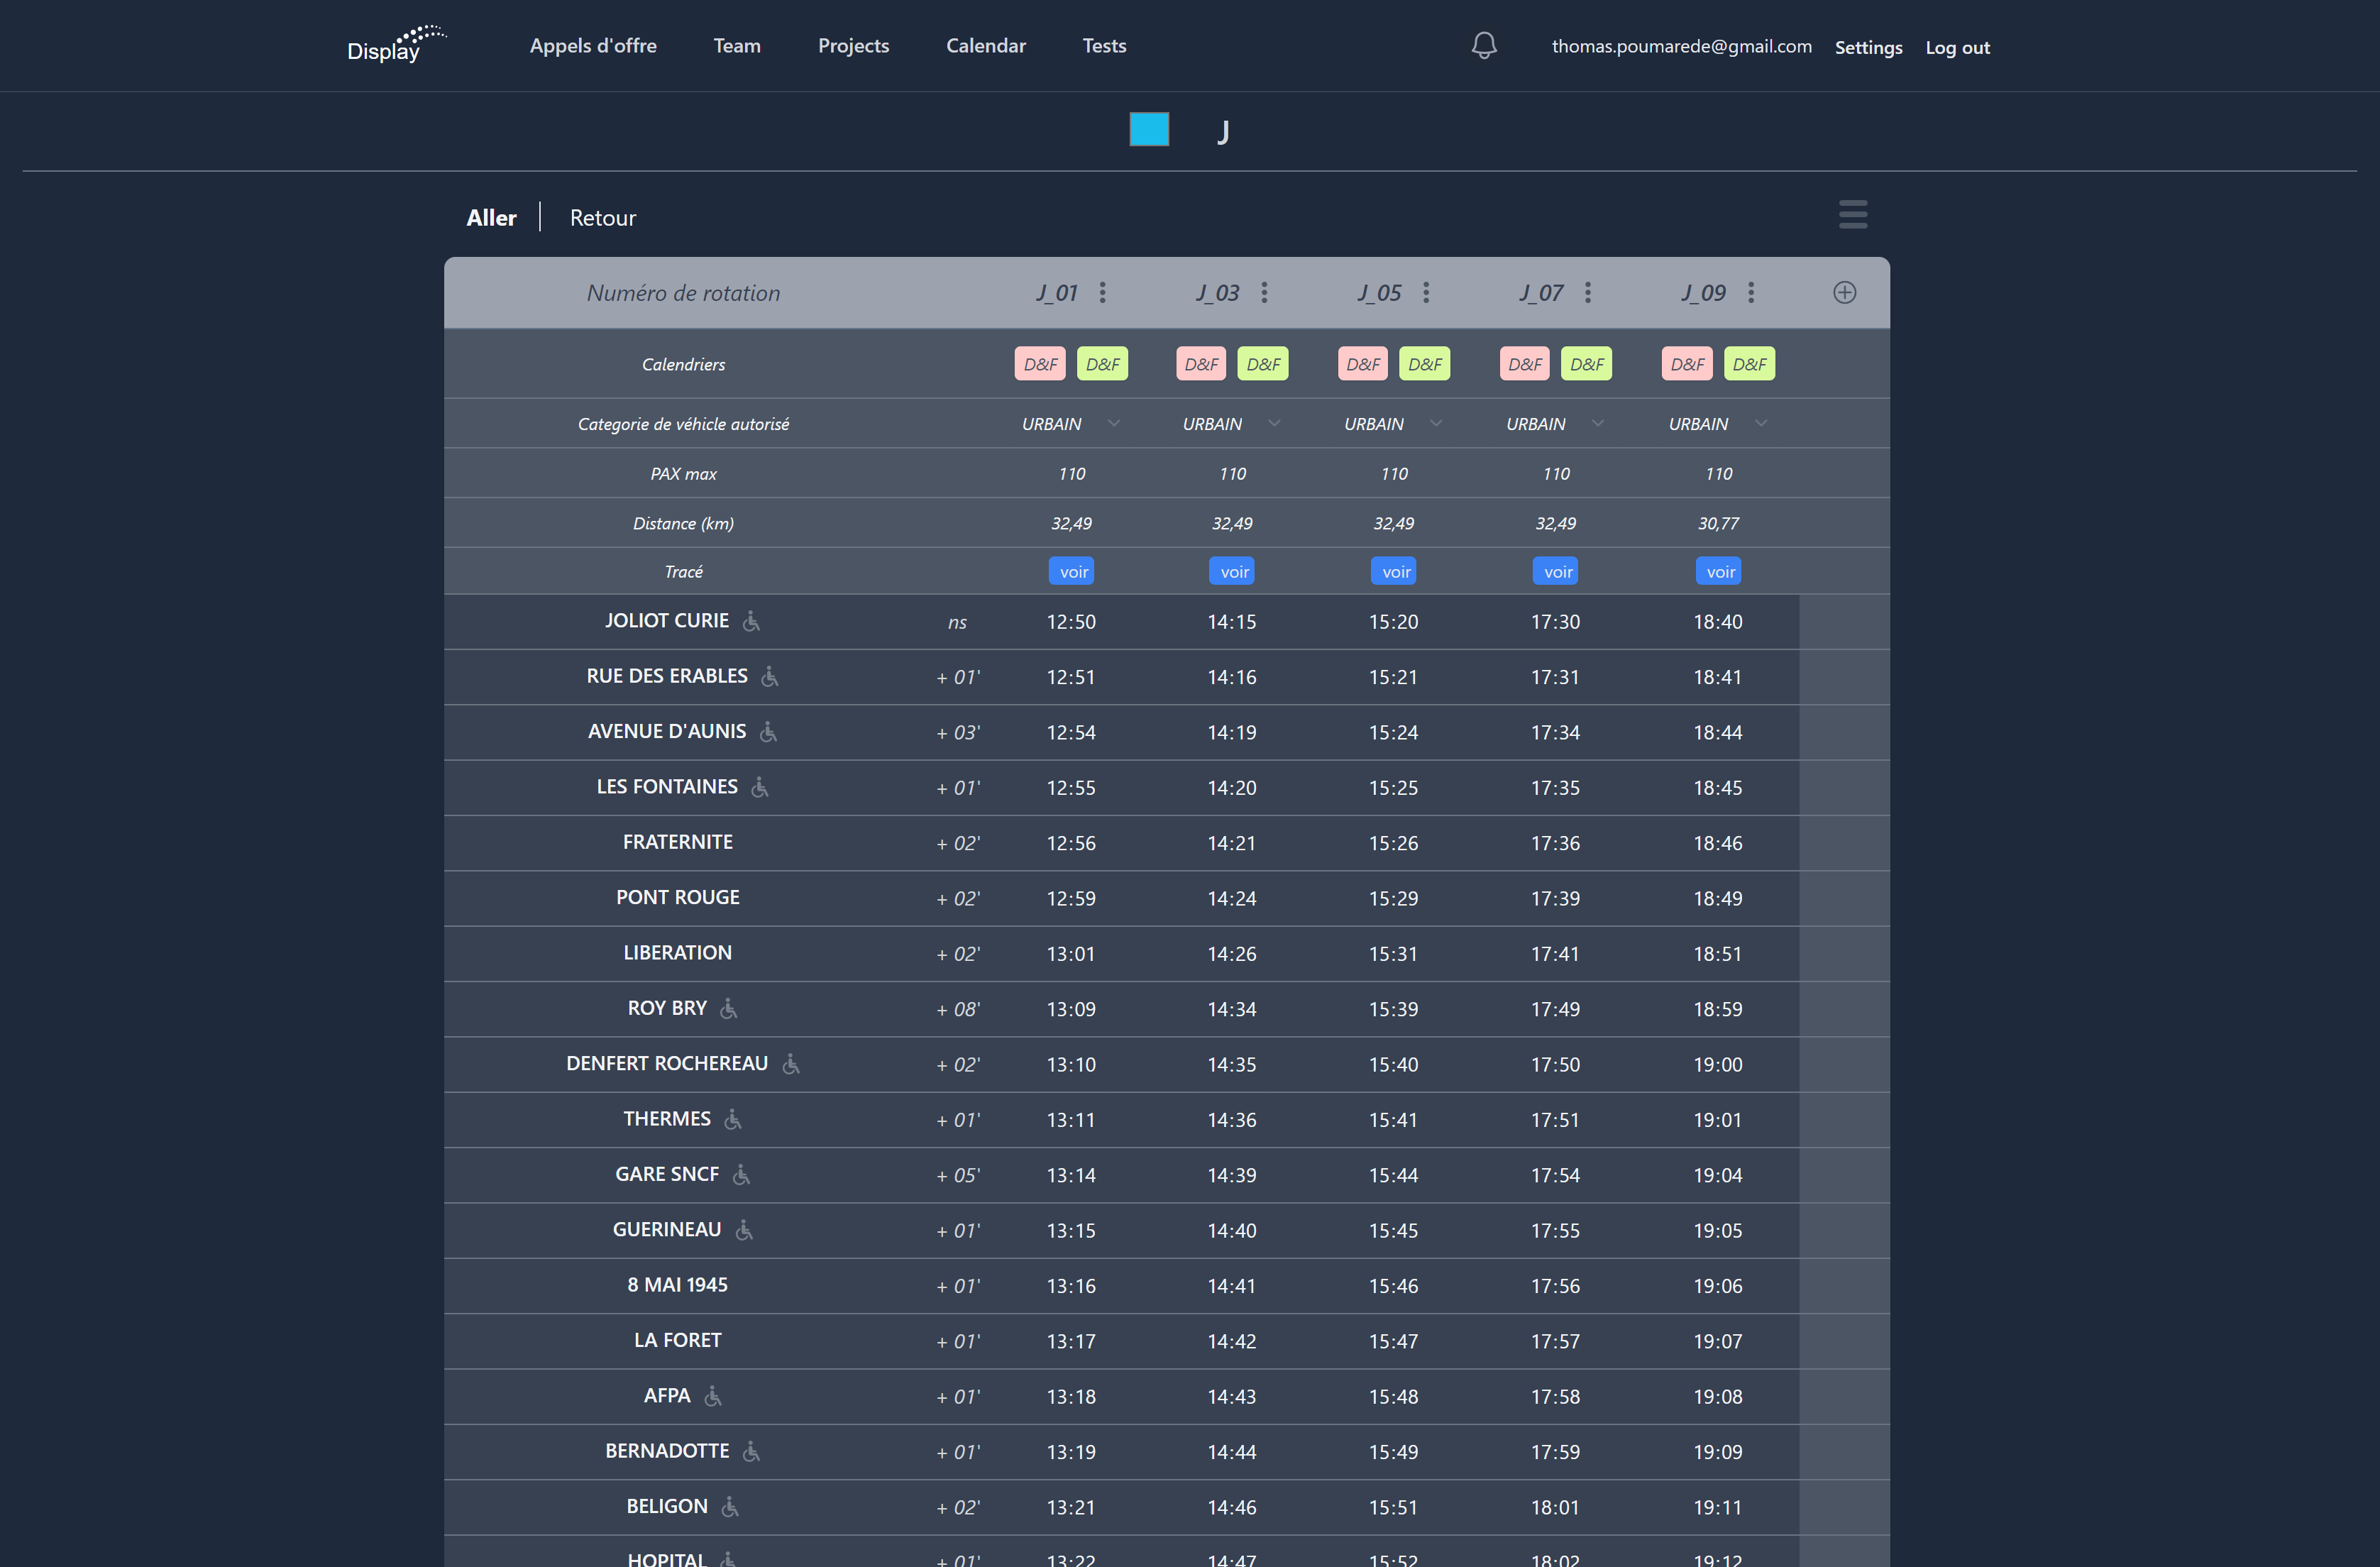 Display Appels d'offre Team Projects Calendar Tests thomas.poumarede@gmail.com Settings Log out
J
Aller Retour
Numéro de rotation J_01 J_03 J_05 J_07 J_09
Calendriers D&F D&F D&F D&F D&F D&F D&F D&F D&F D&F
Categorie de véhicle autorisé URBAIN URBAIN URBAIN URBAIN URBAIN
PAX max 110 110 110 110 110
Distance (km) 32,49 32,49 32,49 32,49 30,77
Tracé voir voir voir voir voir
JOLIOT CURIE ns 12:50 14:15 15:20 17:30 18:40
RUE DES ERABLES + 01' 12:51 14:16 15:21 17:31 18:41
AVENUE D'AUNIS + 03' 12:54 14:19 15:24 17:34 18:44
LES FONTAINES + 01' 12:55 14:20 15:25 17:35 18:45
FRATERNITE + 02' 12:56 14:21 15:26 17:36 18:46
PONT ROUGE + 02' 12:59 14:24 15:29 17:39 18:49
LIBERATION + 02' 13:01 14:26 15:31 17:41 18:51
ROY BRY + 08' 13:09 14:34 15:39 17:49 18:59
DENFERT ROCHEREAU + 02' 13:10 14:35 15:40 17:50 19:00
THERMES + 01' 13:11 14:36 15:41 17:51 19:01
GARE SNCF + 05' 13:14 14:39 15:44 17:54 19:04
GUERINEAU + 01' 13:15 14:40 15:45 17:55 19:05
8 MAI 1945 + 01' 13:16 14:41 15:46 17:56 19:06
LA FORET + 01' 13:17 14:42 15:47 17:57 19:07
AFPA + 01' 13:18 14:43 15:48 17:58 19:08
BERNADOTTE + 01' 13:19 14:44 15:49 17:59 19:09
BELIGON + 02' 13:21 14:46 15:51 18:01 19:11
HOPITAL + 01' 13:22 14:47 15:52 18:02 19:12